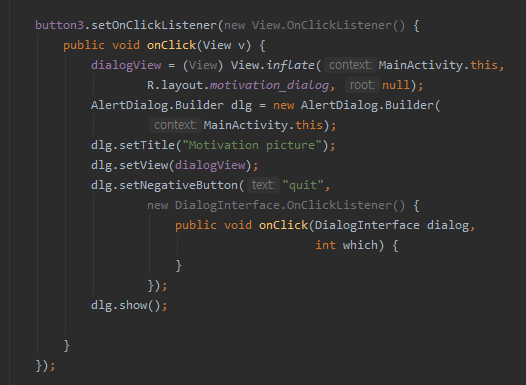 button3.setOnClickListener(new View.OnClickListener() {
public void onClick(View v) {
dialogView = (View) View.inflate( context: MainActivity.this,
R.layout.motivation_dialog, root: null);
AlertDialog.Builder dlg = new AlertDialog.Builder(
context: MainActivity.this);
dlg.setTitle("Motivation picture");
dlg.setView(dialogView);
dlg.setNegativeButton( text: "quit",
new DialogInterface.OnClickListener() {
public void onClick(DialogInterface dialog,
int which) {
}
});
dlg.show();
}
});